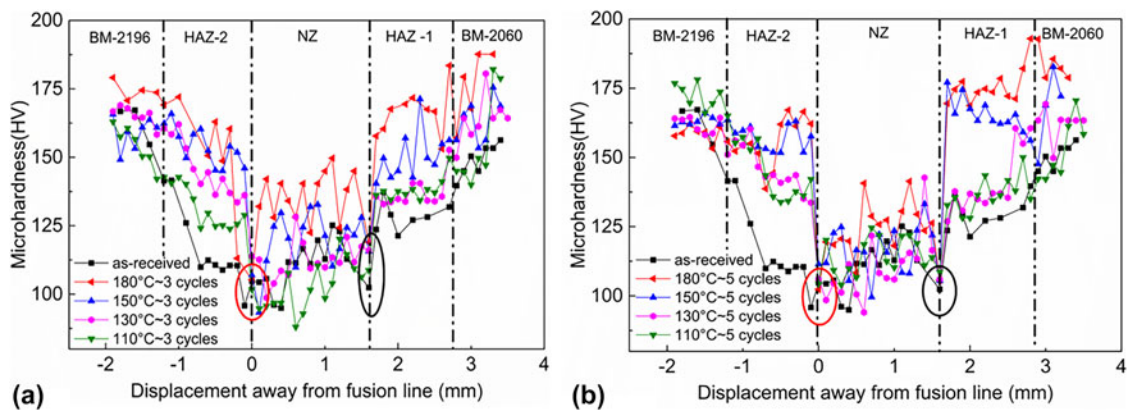 200
175
150
125
100
Microhardness(HV)
BM-2196
HAZ-2
NZ
HAZ -1
BM-2060
as-received
180°C~3 cycles
150°C~3 cycles
130°C~3 cycles
110°C~3 cycles
-2
-1
0
1
2
3
4
(a)
Displacement away from fusion line (mm)
200
175
150
125
100
Microhardness(HV)
BM-2196
HAZ-2
NZ
HAZ-1
BM-2060
as-received
180°C~5 cycles
150°C~5 cycles
130°C~5 cycles
110°C~5 cycles
-2
-1
0
1
2
3
4
(b)
Displacement away from fusion line (mm)